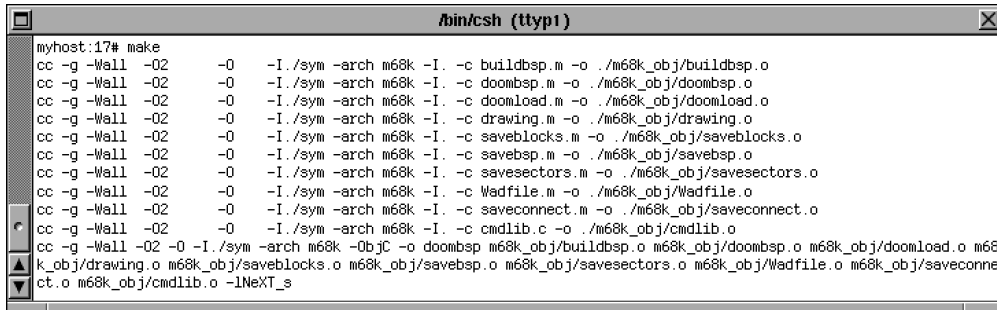 /bin/csh (ttyp1)
myhost:17# make
cc -g -Wall  -O2      -O    -I./sym -arch m68k -I. -c buildbsp.m -o ./m68k_obj/buildbsp.o
cc -g -Wall  -O2      -O    -I./sym -arch m68k -I. -c doombsp.m -o ./m68k_obj/doombsp.o
cc -g -Wall  -O2      -O    -I./sym -arch m68k -I. -c doomload.m -o ./m68k_obj/doomload.o
cc -g -Wall  -O2      -O    -I./sym -arch m68k -I. -c drawing.m -o ./m68k_obj/drawing.o
cc -g -Wall  -O2      -O    -I./sym -arch m68k -I. -c saveblocks.m -o ./m68k_obj/saveblocks.o
cc -g -Wall  -O2      -O    -I./sym -arch m68k -I. -c savebsp.m -o ./m68k_obj/savebsp.o
cc -g -Wall  -O2      -O    -I./sym -arch m68k -I. -c savesectors.m -o ./m68k_obj/savesectors.o
cc -g -Wall  -O2      -O    -I./sym -arch m68k -I. -c Wadfile.m -o ./m68k_obj/Wadfile.o
cc -g -Wall  -O2      -O    -I./sym -arch m68k -I. -c saveconnect.m -o ./m68k_obj/saveconnect.o
cc -g -Wall  -O2      -O    -I./sym -arch m68k -I. -c cmdlib.c -o ./m68k_obj/cmdlib.o
cc -g -Wall -O2 -O -I./sym -arch m68k -ObjC -o doombsp m68k_obj/buildbsp.o m68k_obj/doombsp.o m68k_obj/doomload.o m68
k_obj/drawing.o m68k_obj/saveblocks.o m68k_obj/savebsp.o m68k_obj/savesectors.o m68k_obj/Wadfile.o m68k_obj/saveconne
ct.o m68k_obj/cmdlib.o -lNeXT_s